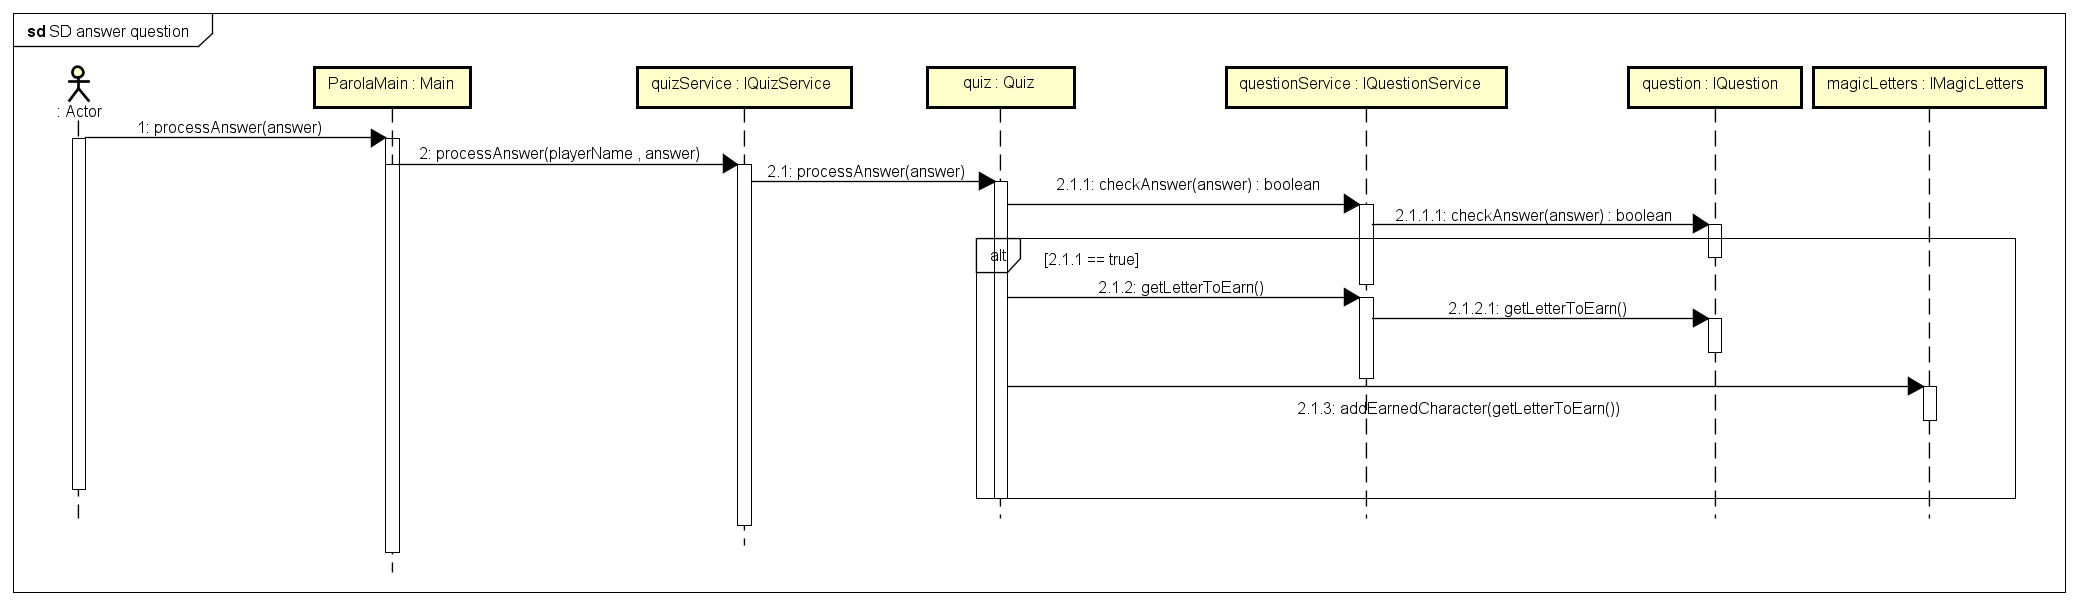 sd SD answer question
: Actor
ParolaMain : Main
quizService : IQuizService
quiz : Quiz
questionService : IQuestionService
question : IQuestion
magicLetters : IMagicLetters
1: processAnswer(answer)
2: processAnswer(playerName , answer)
2.1: processAnswer(answer)
2.1.1: checkAnswer(answer) : boolean
2.1.1.1: checkAnswer(answer) : boolean
alt
[2.1.1 == true]
2.1.2: getLetterToEarn()
2.1.2.1: getLetterToEarn()
2.1.3: addEarnedCharacter(getLetterToEarn())